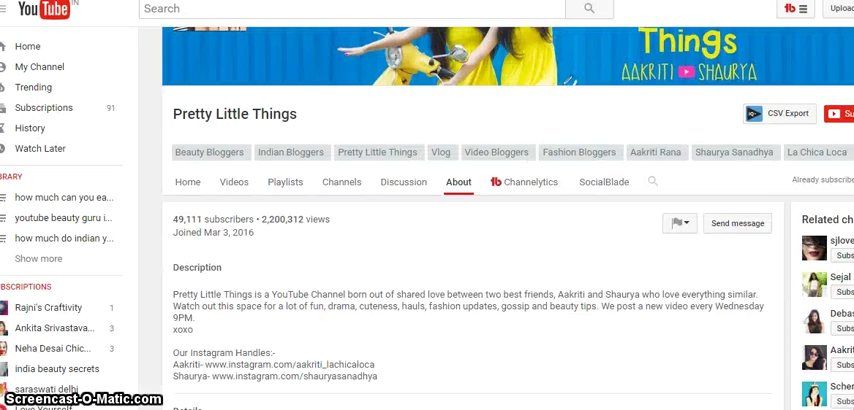 YouTube IN
Search
Upload
Home
My Channel
Trending
Subscriptions 91
History
Watch Later
BRARY
how much can you ea...
youtube beauty guru i...
how much do indian y...
Show more
BSCRIPTIONS
Rajni's Craftivity 1
Ankita Srivastava... 3
Neha Desai Chic... 3
india beauty secrets
saraswati delhi
Love Yourself
Things
AAKRITI SHAURYA
Pretty Little Things
CSV Export
Su
Beauty Bloggers Indian Bloggers Pretty Little Things Vlog Video Bloggers Fashion Bloggers Aakriti Rana Shaurya Sanadhya La Chica Loca
Home Videos Playlists Channels Discussion About Channelytics SocialBlade
Already subscribe
49,111 subscribers • 2,200,312 views
Joined Mar 3, 2016
Send message
Description
Pretty Little Things is a YouTube Channel born out of shared love between two best friends, Aakriti and Shaurya who love everything similar.
Watch out this space for a lot of fun, drama, cuteness, hauls, fashion updates, gossip and beauty tips. We post a new video every Wednesday
9PM.
xoxo
Our Instagram Handles:-
Aakriti- www.instagram.com/aakriti_lachicaloca
Shaurya- www.instagram.com/shauryasanadhya
Related ch
sjlove
Subs
Sejal
Subs
Debas
Subs
Aakrit
Subs
Scher
Subs
Screencast-O-Matic.com